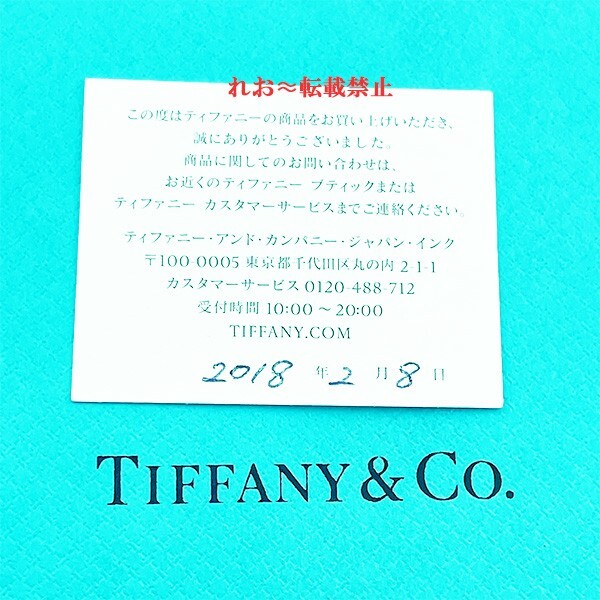 れお～転載禁止
この度はティファニーの商品をお買い上げいただき、
誠にありがとうございました。
商品に関してのお問い合わせは、
お近くのティファニー ブティックまたは
ティファニー カスタマーサービスまでご連絡ください。
ティファニー・アンド・カンパニー・ジャパン・インク
〒100-0005 東京都千代田区丸の内 2-1-1
カスタマーサービス 0120-488-712
受付時間 10:00～20:00
TIFFANY.COM
2018 年 2 月 8 日
TIFFANY & CO.